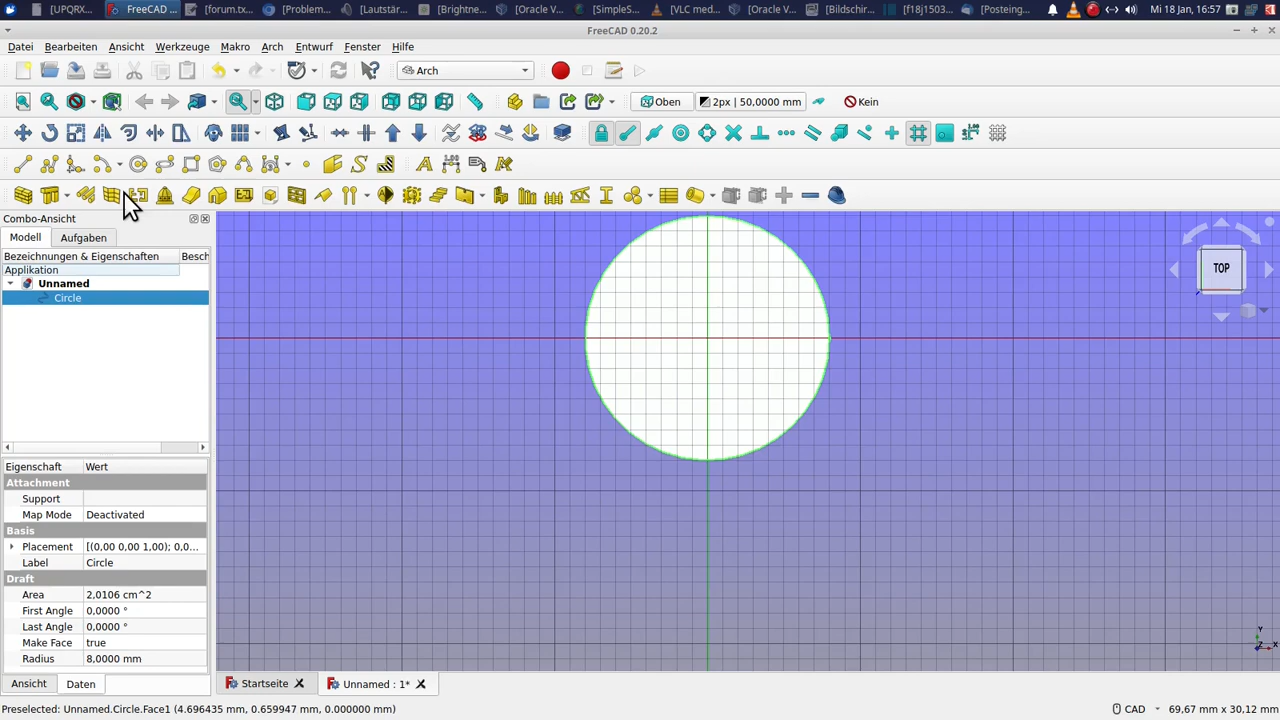 [UPQRX...
FreeCAD ...
[forum.tx...
[Problem...
[Lautstär...
[Brightne...
[Oracle V...
[SimpleS...
[VLC med...
[Oracle V...
[Bildschir...
[f18j1503...
[Posteing...
Mi 18 Jan, 16:57
FreeCAD 0.20.2
Datei Bearbeiten Ansicht Werkzeuge Makro Arch Entwurf Fenster Hilfe
Arch
Oben
2px | 50,0000 mm
Kein
Combo-Ansicht
Modell Aufgaben
Bezeichnungen & Eigenschaften Besch
Applikation
Unnamed
Circle
TOP
Eigenschaft Wert
Attachment
Support
Map Mode Deactivated
Basis
Placement [(0,00 0,00 1,00); 0,0...
Label Circle
Draft
Area 2,0106 cm^2
First Angle 0,0000 °
Last Angle 0,0000 °
Make Face true
Radius 8,0000 mm
Y
Z
X
Ansicht Daten
Startseite
Unnamed : 1*
Preselected: Unnamed.Circle.Face1 (4.696435 mm, 0.659947 mm, 0.000000 mm)
CAD
69,67 mm x 30,12 mm